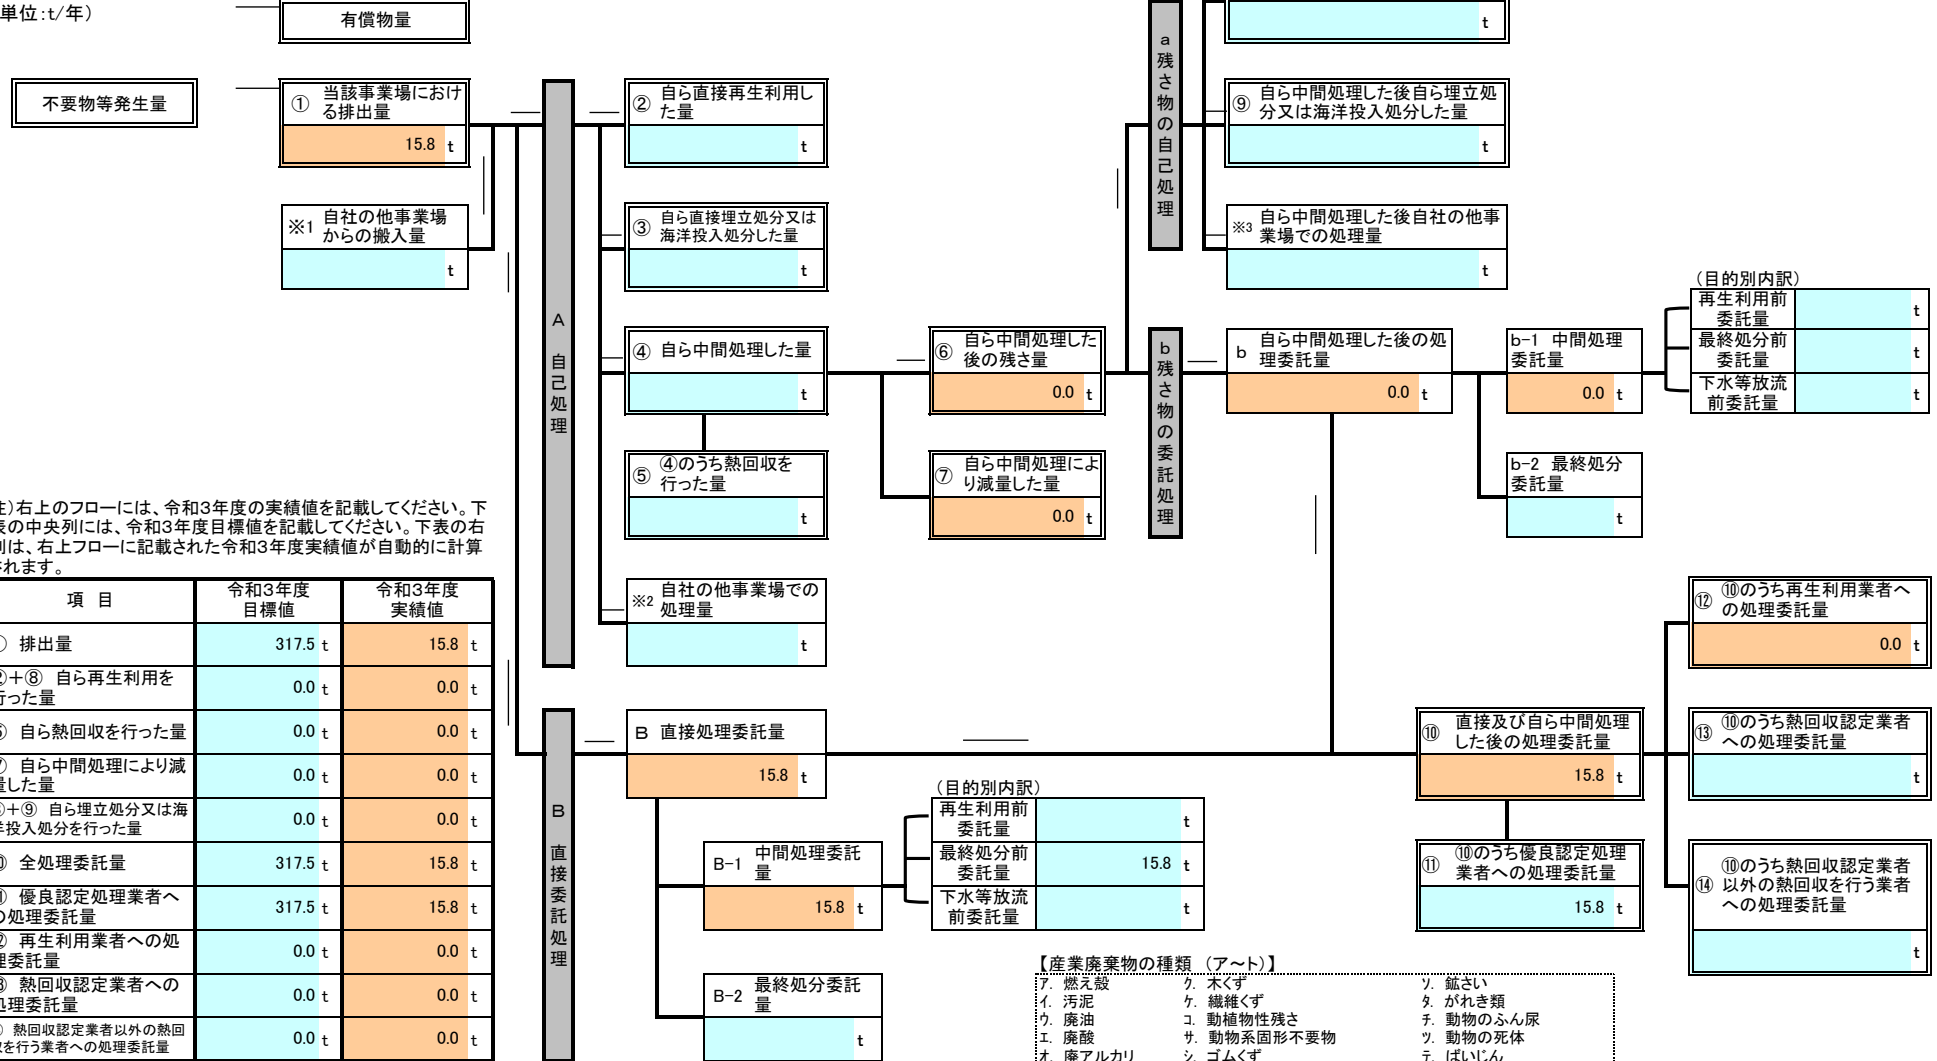 単位:t/年)
有償物量
t
不要物等発生量
① 当該事業場におけ
る排出量
15.8 t
※1 自社の他事業場
からの搬入量
t
A 自己処理
② 自ら直接再生利用し
た量
t
③ 自ら直接埋立処分又は
海洋投入処分した量
t
④ 自ら中間処理した量
t
⑤ ④のうち熱回収を
行った量
t
※2 自社の他事業場での
処理量
t
⑥ 自ら中間処理した
後の残さ量
0.0 t
⑦ 自ら中間処理によ
り減量した量
0.0 t
a残さ物の自己処理
⑨ 自ら中間処理した後自ら埋立処
分又は海洋投入処分した量
t
※3 自ら中間処理した後自社の他事
業場での処理量
t
b残さ物の委託処理
b 自ら中間処理した後の処
理委託量
0.0 t
b-1 中間処理
委託量
0.0 t
b-2 最終処分
委託量
t
(目的別内訳)
再生利用前
委託量 t
最終処分前
委託量 t
下水等放流
前委託量 t
注)右上のフローには、令和3年度の実績値を記載してください。下
表の中央列には、令和3年度目標値を記載してください。下表の右
列は、右上フローに記載された令和3年度実績値が自動的に計算
されます。
項 目 令和3年度 令和3年度
目標値 実績値
排出量 317.5 t 15.8 t
+⑧ 自ら再生利用を
行った量 0.0 t 0.0 t
自ら熱回収を行った量 0.0 t 0.0 t
自ら中間処理により減
量した量 0.0 t 0.0 t
+⑨ 自ら埋立処分又は海
洋投入処分を行った量 0.0 t 0.0 t
全処理委託量 317.5 t 15.8 t
優良認定処理業者へ
の処理委託量 317.5 t 15.8 t
再生利用業者への処
理委託量 0.0 t 0.0 t
熱回収認定業者への
処理委託量 0.0 t 0.0 t
熱回収認定業者以外の熱回
収を行う業者への処理委託量 0.0 t 0.0 t
B 直接委託処理
B 直接処理委託量
15.8 t
B-1 中間処理委託
量
15.8 t
B-2 最終処分委託
量
t
(目的別内訳)
再生利用前
委託量 t
最終処分前
委託量 15.8 t
下水等放流
前委託量 t
⑩ 直接及び自ら中間処理
した後の処理委託量
15.8 t
⑪ ⑩のうち優良認定処理
業者への処理委託量
15.8 t
⑫ ⑩のうち再生利用業者へ
の処理委託量
0.0 t
⑬ ⑩のうち熱回収認定業者
への処理委託量
t
⑭ ⑩のうち熱回収認定業者
以外の熱回収を行う業者
への処理委託量
t
【産業廃棄物の種類 (ア~ト)】
ア. 燃え殻 ク. 木くず ソ. 鉱さい
イ. 汚泥 ケ. 繊維くず タ. がれき類
ウ. 廃油 コ. 動植物性残さ チ. 動物のふん尿
エ. 廃酸 サ. 動物系固形不要物 ツ. 動物の死体
オ. 廃アルカリ シ. ゴムくず テ. ばいじん